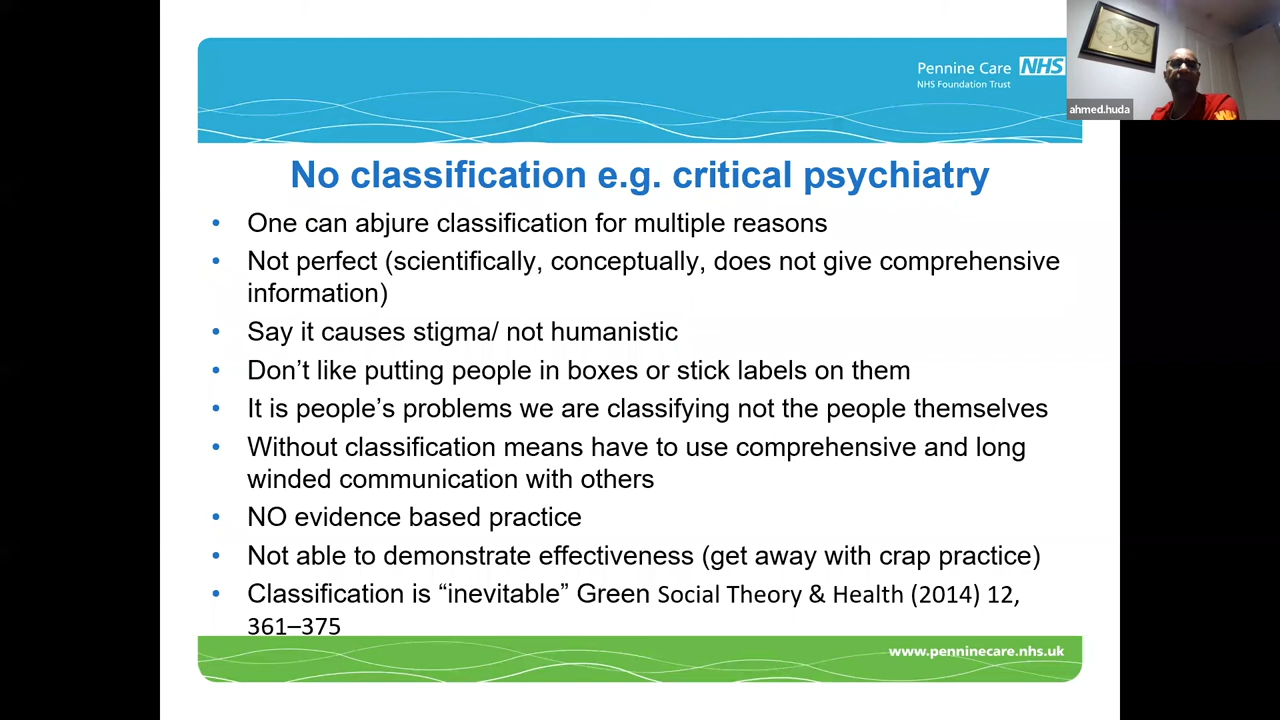 Pennine Care NHS
NHS Foundation Trust
ahmed.huda
No classification e.g. critical psychiatry
• One can abjure classification for multiple reasons
• Not perfect (scientifically, conceptually, does not give comprehensive
information)
• Say it causes stigma/ not humanistic
• Don’t like putting people in boxes or stick labels on them
• It is people’s problems we are classifying not the people themselves
• Without classification means have to use comprehensive and long
winded communication with others
• NO evidence based practice
• Not able to demonstrate effectiveness (get away with crap practice)
• Classification is “inevitable” Green Social Theory & Health (2014) 12,
361–375
www.penninecare.nhs.uk